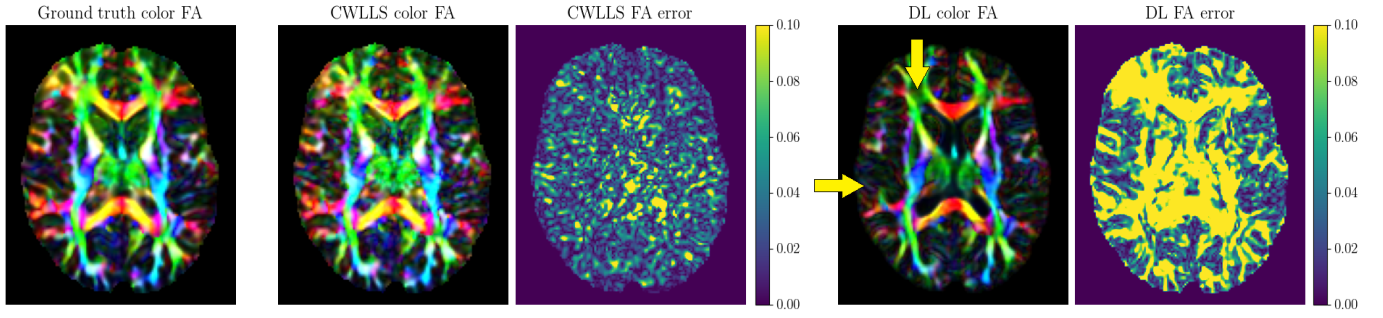 Ground truth color FA
CWLLS color FA
CWLLS FA error
0.10
0.08
0.06
0.04
0.02
0.00
DL color FA
DL FA error
0.10
0.08
0.06
0.04
0.02
0.00